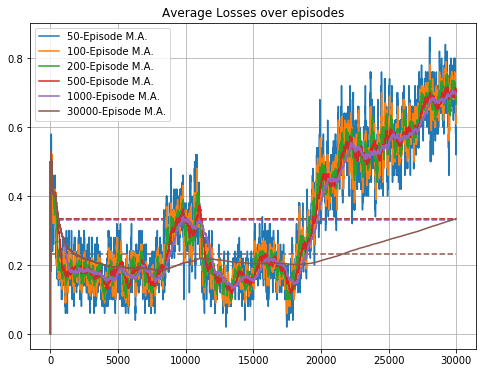 Average Losses over episodes
50-Episode M.A.
100-Episode M.A.
200-Episode M.A.
500-Episode M.A.
1000-Episode M.A.
30000-Episode M.A.
0.8
0.6
0.4
0.2
0.0
0 5000 10000 15000 20000 25000 30000